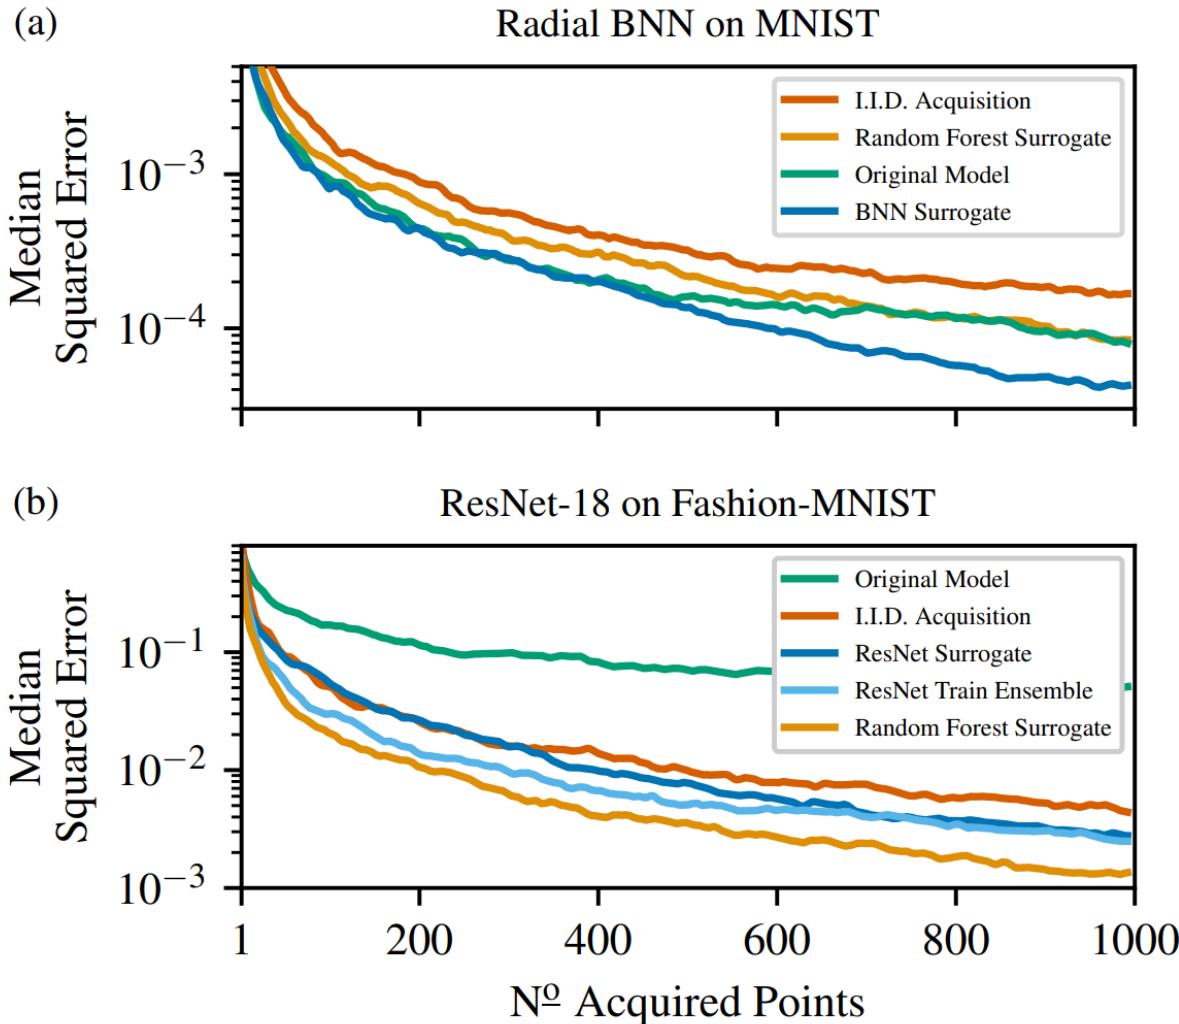 (a)
Radial BNN on MNIST
Median
Squared Error
10⁻³
10⁻⁴
I.I.D. Acquisition
Random Forest Surrogate
Original Model
BNN Surrogate
(b)
ResNet-18 on Fashion-MNIST
Median
Squared Error
10⁻¹
10⁻²
10⁻³
Original Model
I.I.D. Acquisition
ResNet Surrogate
ResNet Train Ensemble
Random Forest Surrogate
1 200 400 600 800 1000
Nº Acquired Points